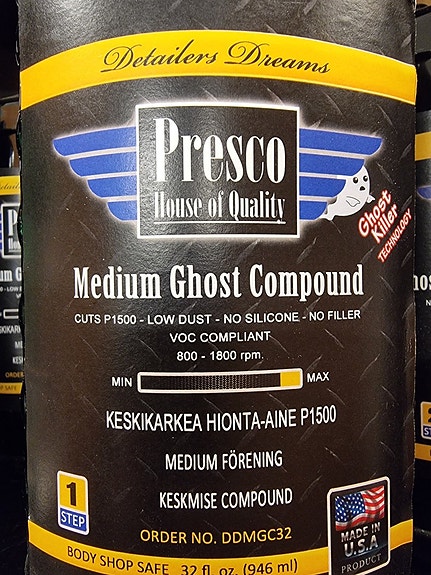 Detailers Dreams
Presco
House of Quality
Ghost
Killer
TECHNOLOGY
Medium Ghost Compound
CUTS P1500 - LOW DUST - NO SILICONE - NO FILLER
VOC COMPLIANT
800 - 1800 rpm.
MIN MAX
KESKIKARKEA HIONTA-AINE P1500
MEDIUM FÖRENING
KESKMISE COMPOUND
1
STEP
ORDER NO. DDMGC32
MADE IN
U.S.A
PRODUCT
BODY SHOP SAFE 32 fl. oz. (946 ml)